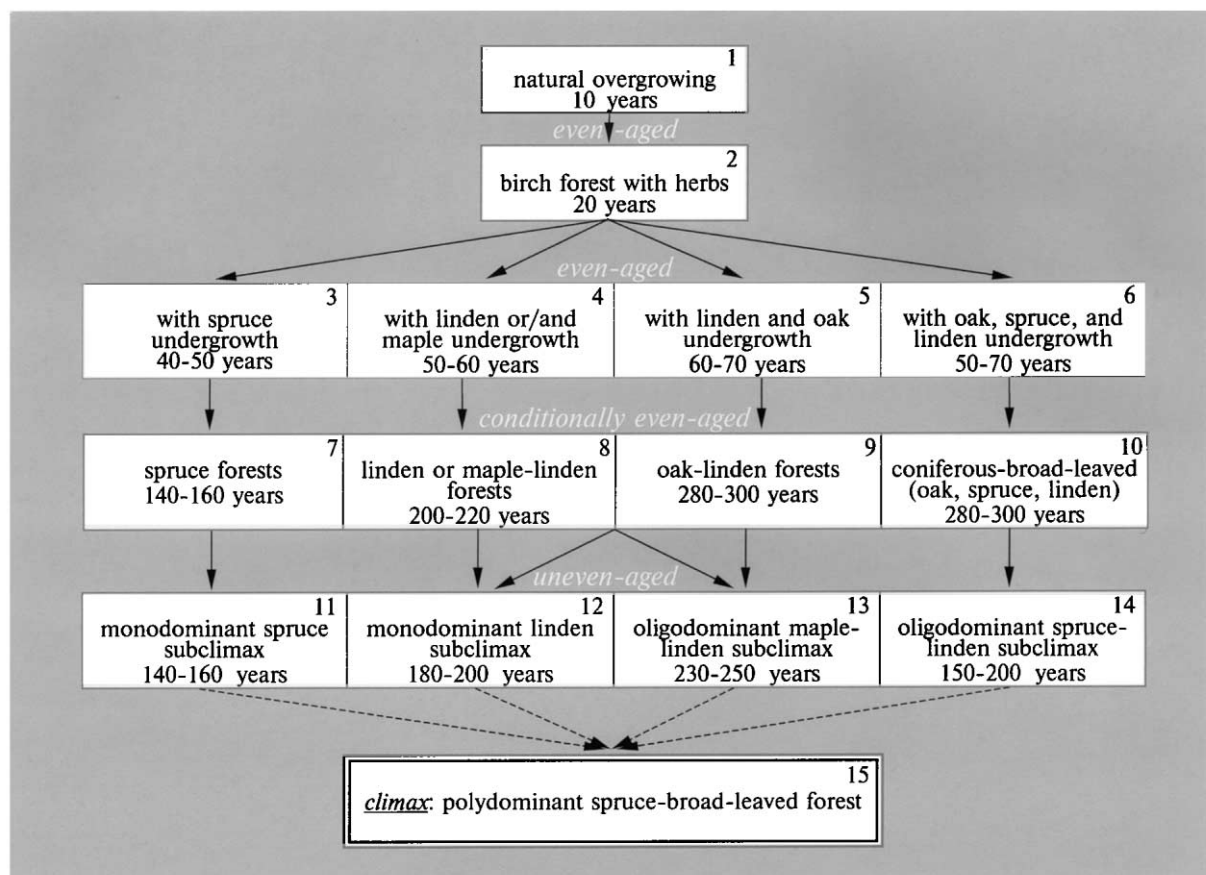 1
natural overgrowing
10 years
even-aged
2
birch forest with herbs
20 years
even-aged
3
with spruce
undergrowth
40-50 years
4
with linden or/and
maple undergrowth
50-60 years
5
with linden and oak
undergrowth
60-70 years
6
with oak, spruce, and
linden undergrowth
50-70 years
conditionally even-aged
7
spruce forests
140-160 years
8
linden or maple-linden
forests
200-220 years
9
oak-linden forests
280-300 years
10
coniferous-broad-leaved
(oak, spruce, linden)
280-300 years
uneven-aged
11
monodominant spruce
subclimax
140-160 years
12
monodominant linden
subclimax
180-200 years
13
oligodominant maple-
linden subclimax
230-250 years
14
oligodominant spruce-
linden subclimax
150-200 years
15
climax: polydominant spruce-broad-leaved forest